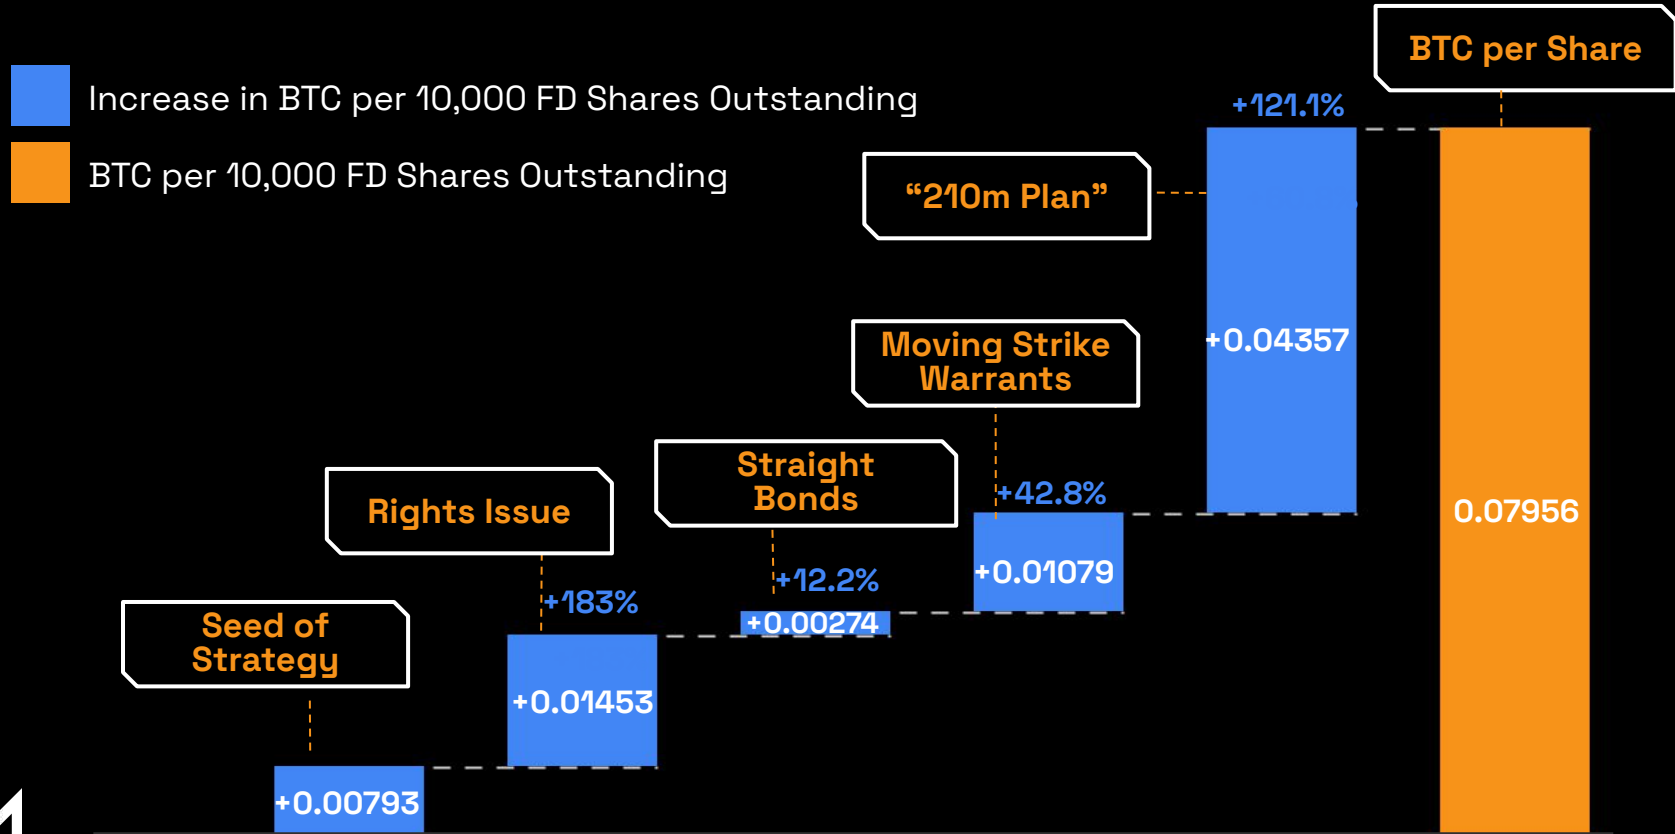 Increase in BTC per 10,000 FD Shares Outstanding
BTC per 10,000 FD Shares Outstanding
Seed of
Strategy
+0.00793
Rights Issue
+183%
+0.01453
Straight
Bonds
+12.2%
+0.00274
Moving Strike
Warrants
+42.8%
+0.01079
“210m Plan”
+121.1%
+0.04357
BTC per Share
0.07956